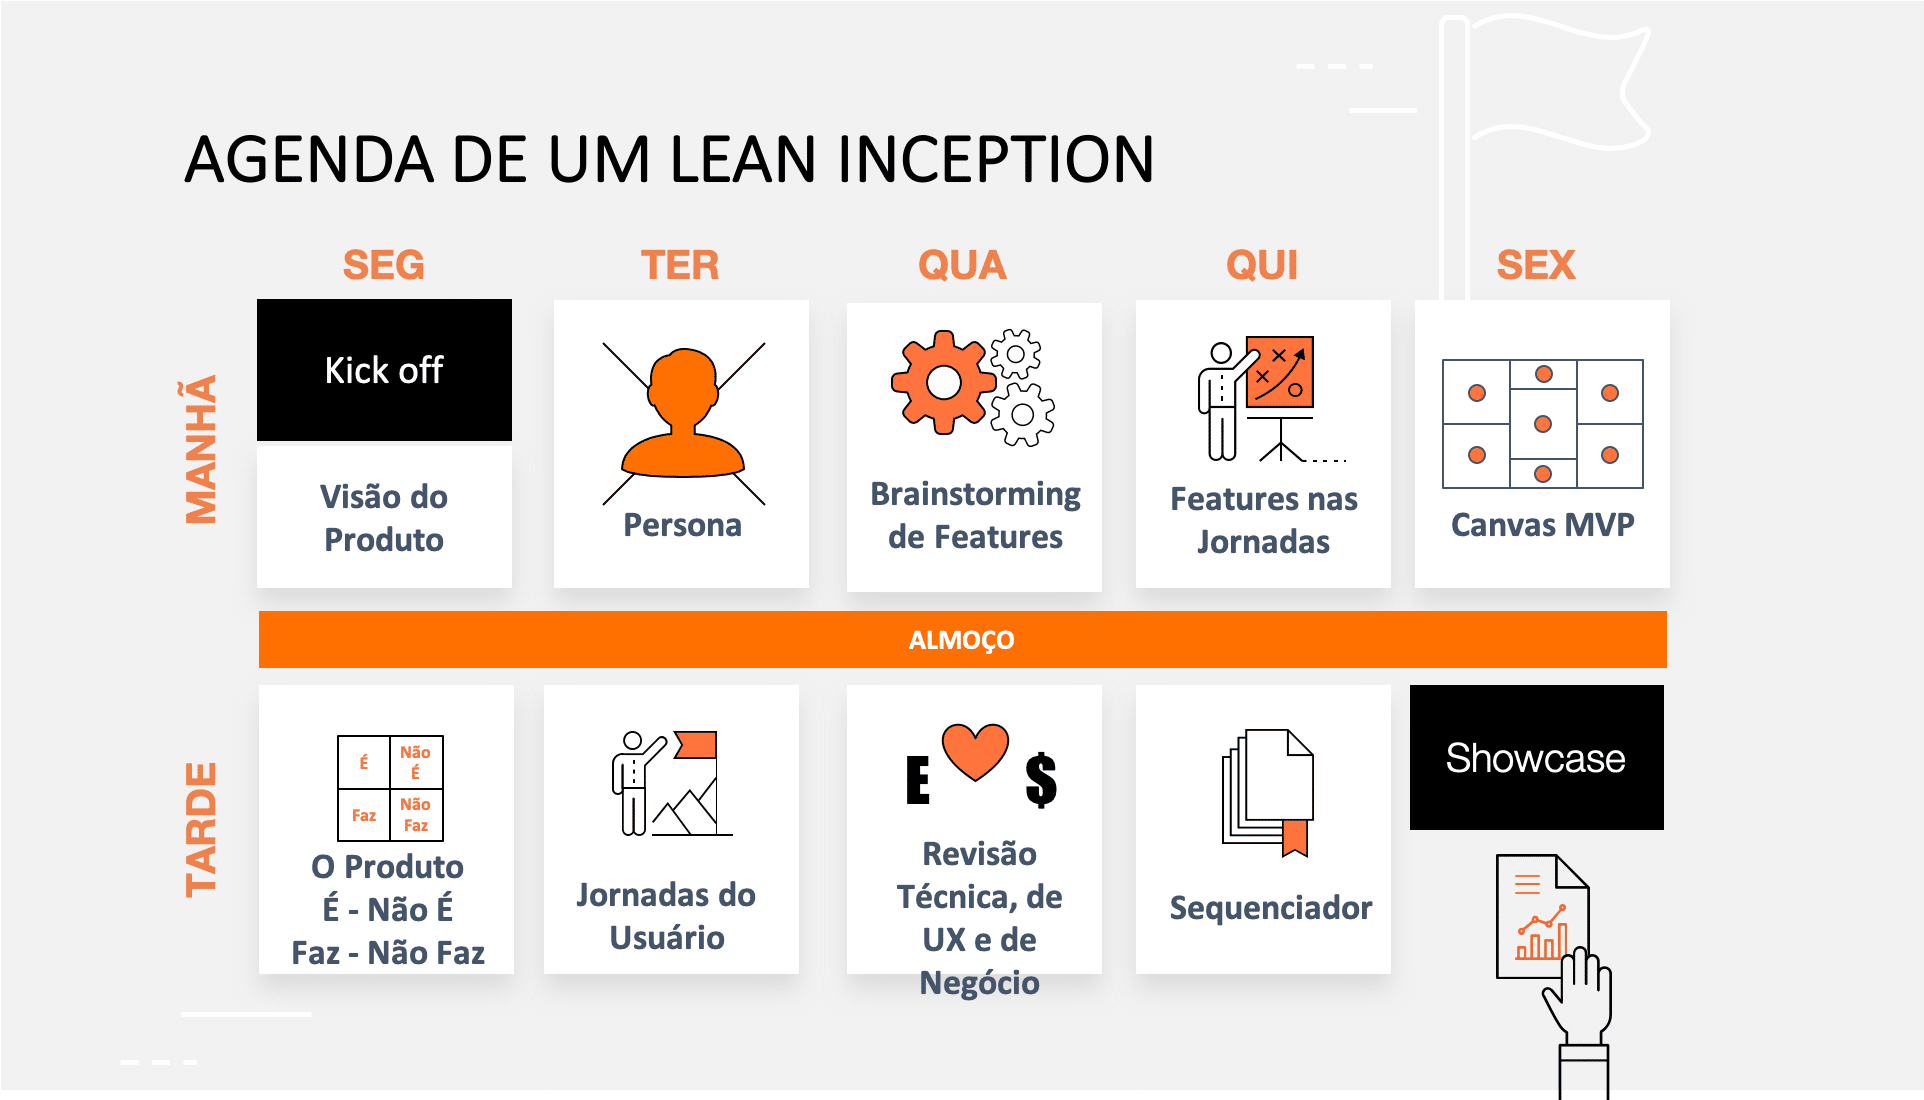 AGENDA DE UM LEAN INCEPTION
SEG
TER
QUA
QUI
SEX
MANHÃ
Kick off
Visão do
Produto
Persona
Brainstorming
de Features
Features nas
Jornadas
Canvas MVP
ALMOÇO
TARDE
É
Não
É
Faz
Não
Faz
O Produto
É - Não É
Faz - Não Faz
Jornadas do
Usuário
E $
Revisão
Técnica, de
UX e de
Negócio
Sequenciador
Showcase